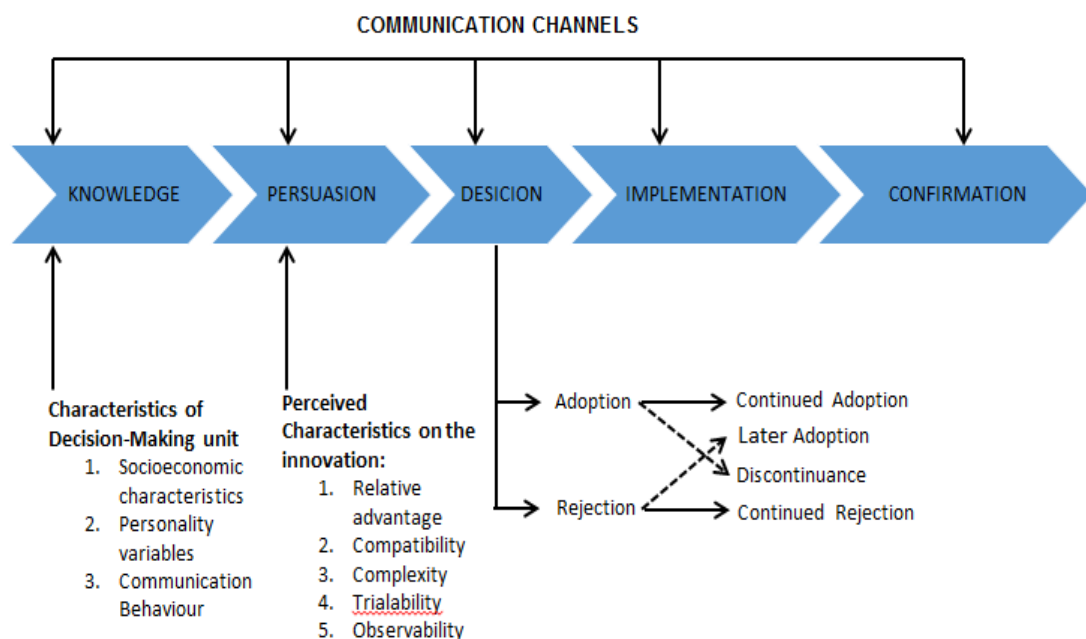 COMMUNICATION CHANNELS
KNOWLEDGE
PERSUASION
DESICION
IMPLEMENTATION
CONFIRMATION
Characteristics of
Decision-Making unit
1. Socioeconomic
characteristics
2. Personality
variables
3. Communication
Behaviour
Perceived
Characteristics on the
innovation:
1. Relative
advantage
2. Compatibility
3. Complexity
4. Trialability
5. Observability
Adoption
Rejection
Continued Adoption
Later Adoption
Discontinuance
Continued Rejection